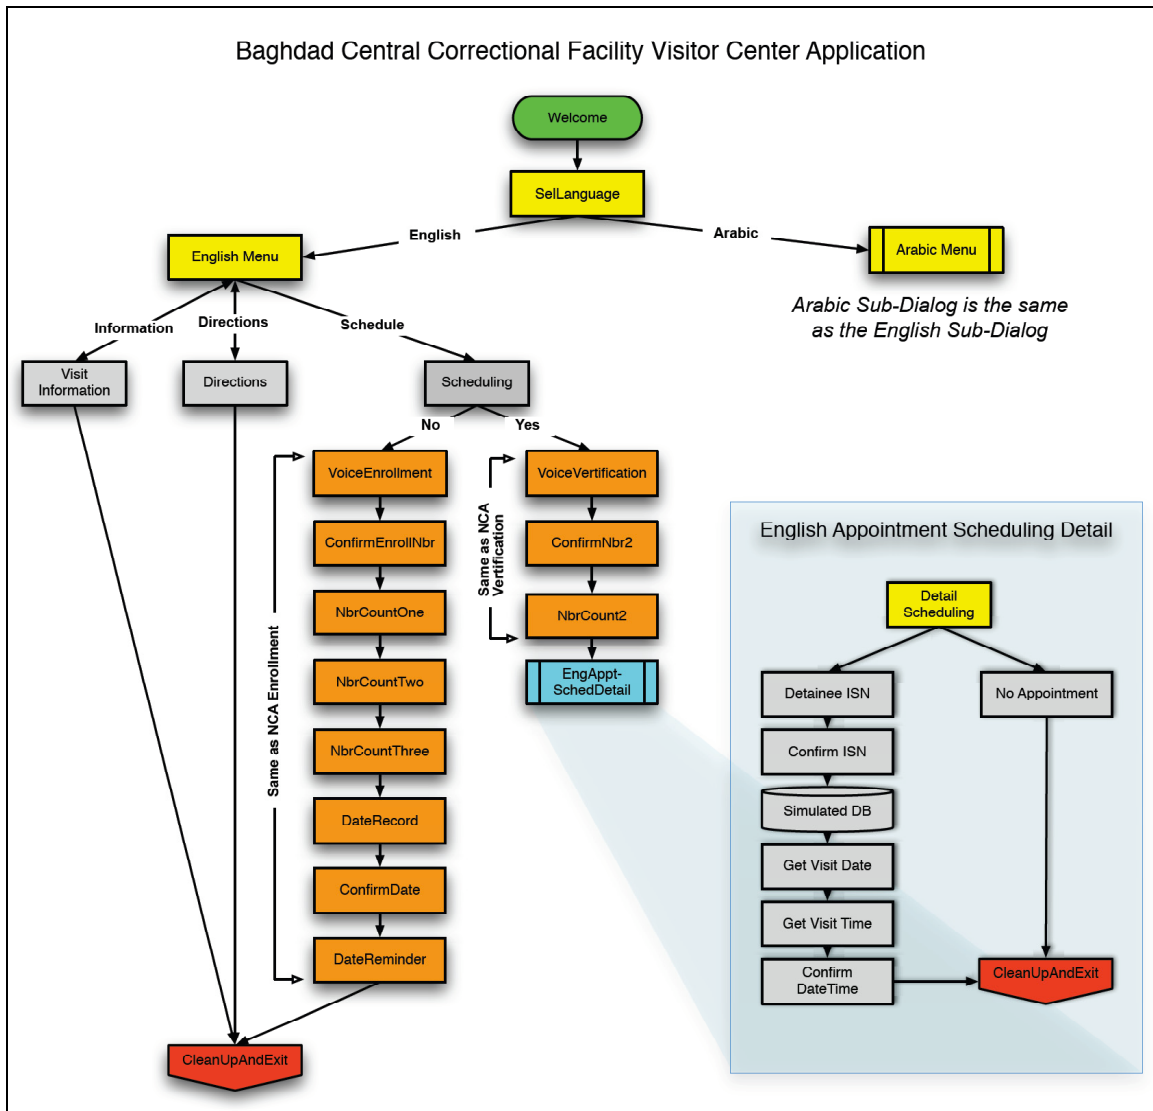 Baghdad Central Correctional Facility Visitor Center Application
Welcome
SelLanguage
English
Arabic
English Menu
Arabic Menu
Arabic Sub-Dialog is the same
as the English Sub-Dialog
Information
Directions
Schedule
Visit
Information
Directions
Scheduling
No
Yes
Same as NCA Enrollment
VoiceEnrollment
ConfirmEnrollNbr
NbrCountOne
NbrCountTwo
NbrCountThree
DateRecord
ConfirmDate
DateReminder
Same as NCA
Vertification
VoiceVertification
ConfirmNbr2
NbrCount2
EngAppt-
SchedDetail
CleanUpAndExit
English Appointment Scheduling Detail
Detail
Scheduling
Detainee ISN
No Appointment
Confirm ISN
Simulated DB
Get Visit Date
Get Visit Time
Confirm
DateTime
CleanUpAndExit